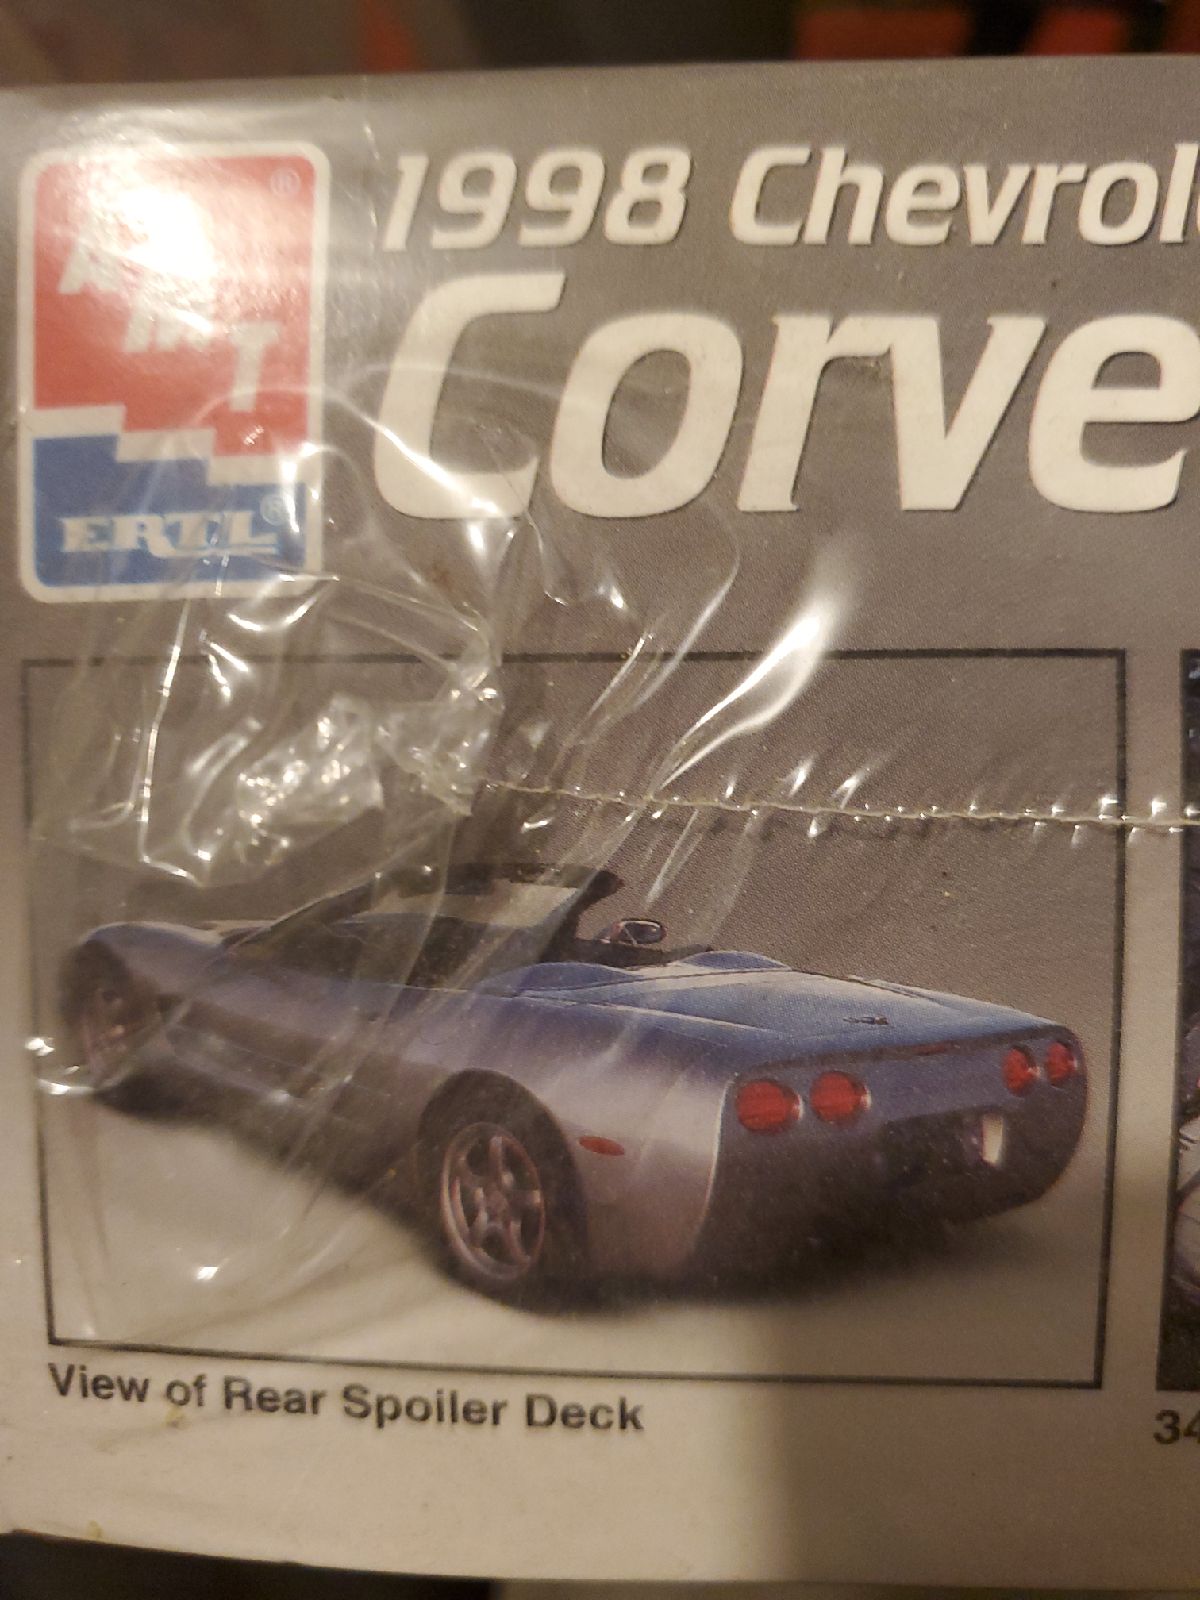 AMT
ERTL
1998 Chevrol
Corve
View of Rear Spoiler Deck
34